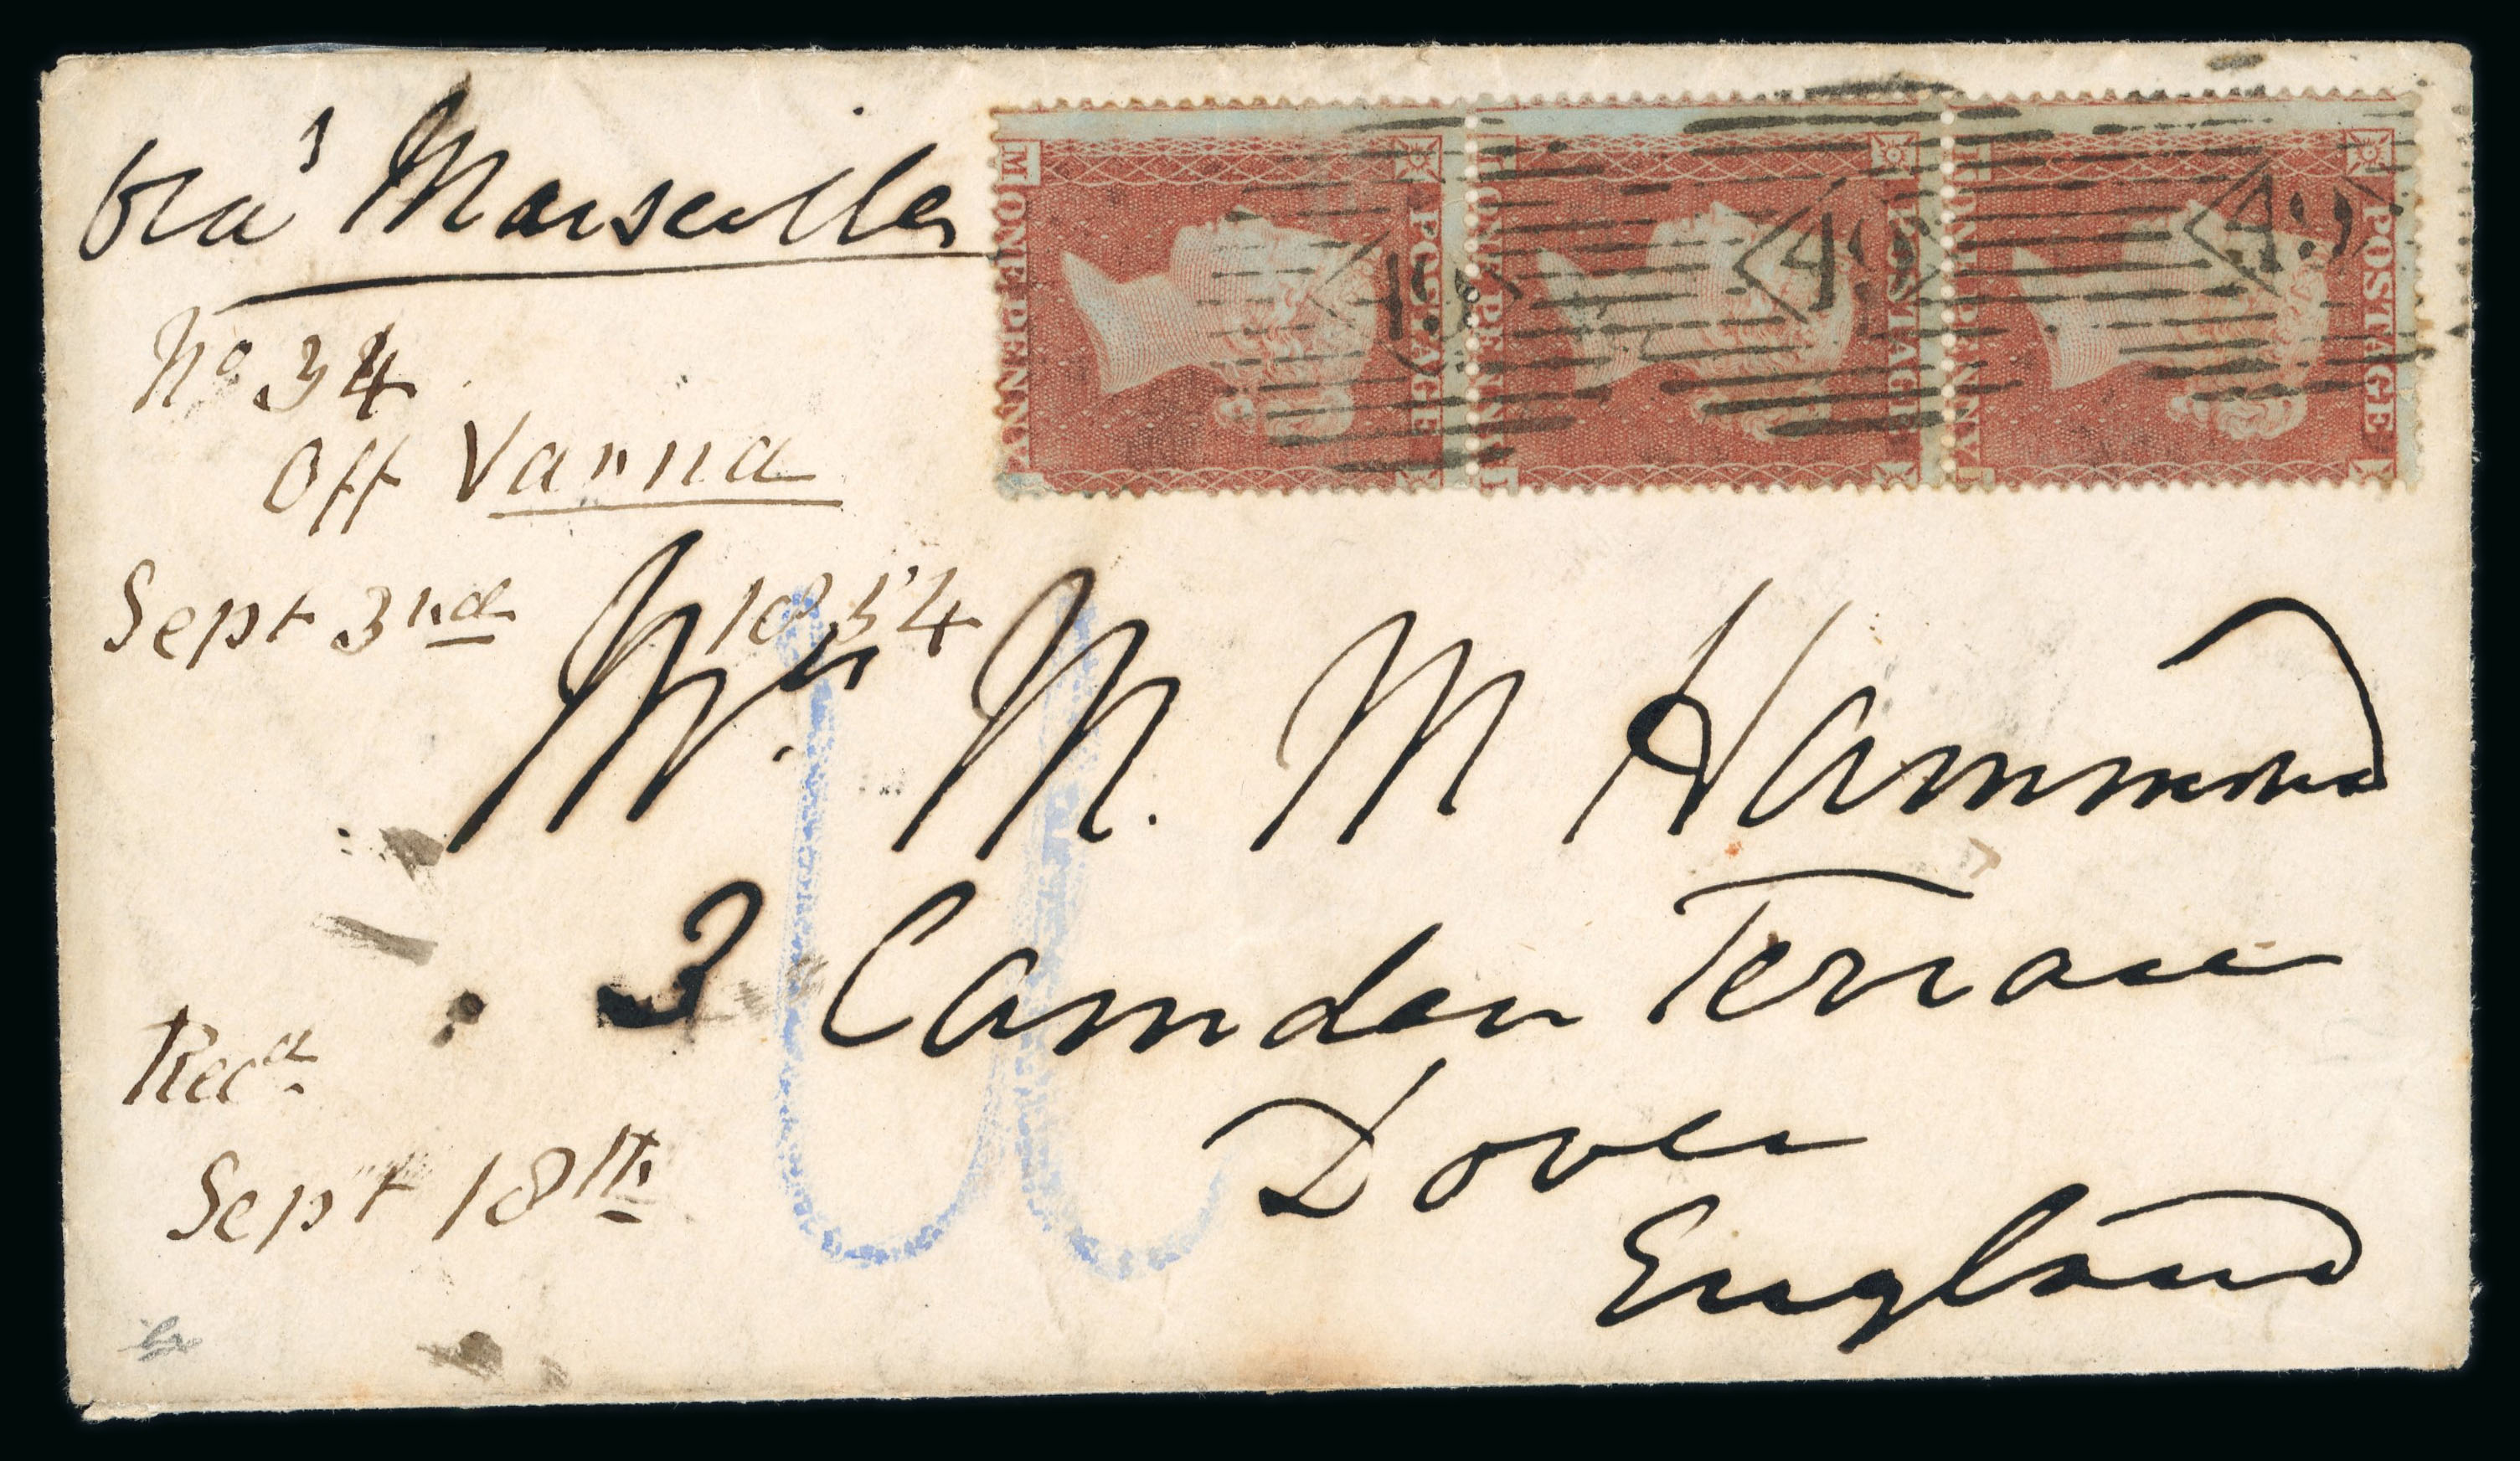 via Marseilles
No 34
Off Varna
Sept 3rd 1854
POSTAGE
ONE PENNY
POSTAGE
ONE PENNY
POSTAGE
ONE PENNY
Mrs. M. M Hammond
3 Camden Terrace
Dover
England
Recd.
Sept 18th